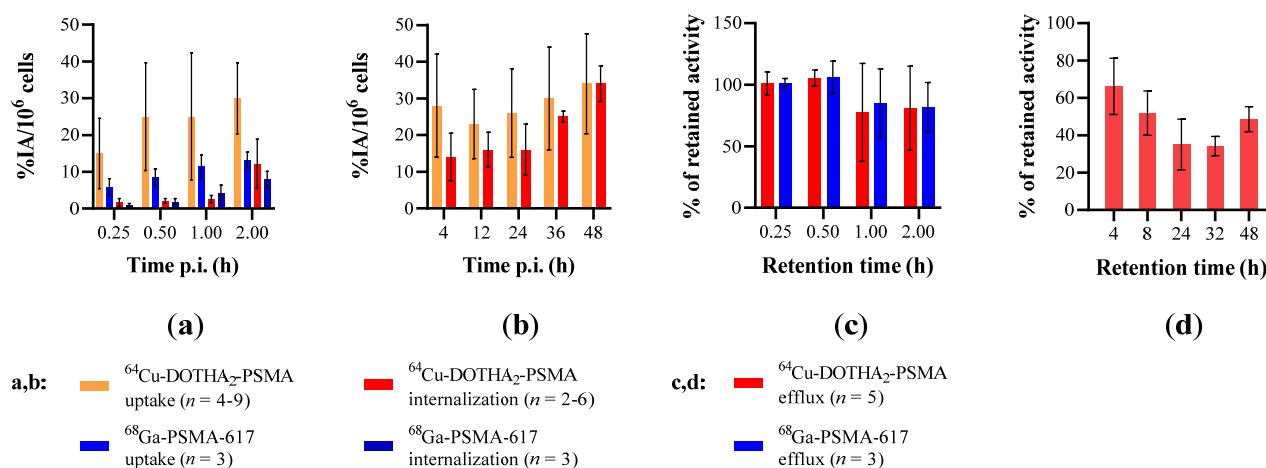 %IA/10⁶ cells
50
40
30
20
10
0
0.25 0.50 1.00 2.00
Time p.i. (h)
(a)
%IA/10⁶ cells
50
40
30
20
10
0
4 12 24 36 48
Time p.i. (h)
(b)
% of retained activity
150
100
50
0
0.25 0.50 1.00 2.00
Retention time (h)
(c)
% of retained activity
100
80
60
40
20
0
4 8 24 32 48
Retention time (h)
(d)
a,b:
⁶⁴Cu-DOTHA₂-PSMA
uptake (n = 4-9)
⁶⁸Ga-PSMA-617
uptake (n = 3)
⁶⁴Cu-DOTHA₂-PSMA
internalization (n = 2-6)
⁶⁸Ga-PSMA-617
internalization (n = 3)
c,d:
⁶⁴Cu-DOTHA₂-PSMA
efflux (n = 5)
⁶⁸Ga-PSMA-617
efflux (n = 3)